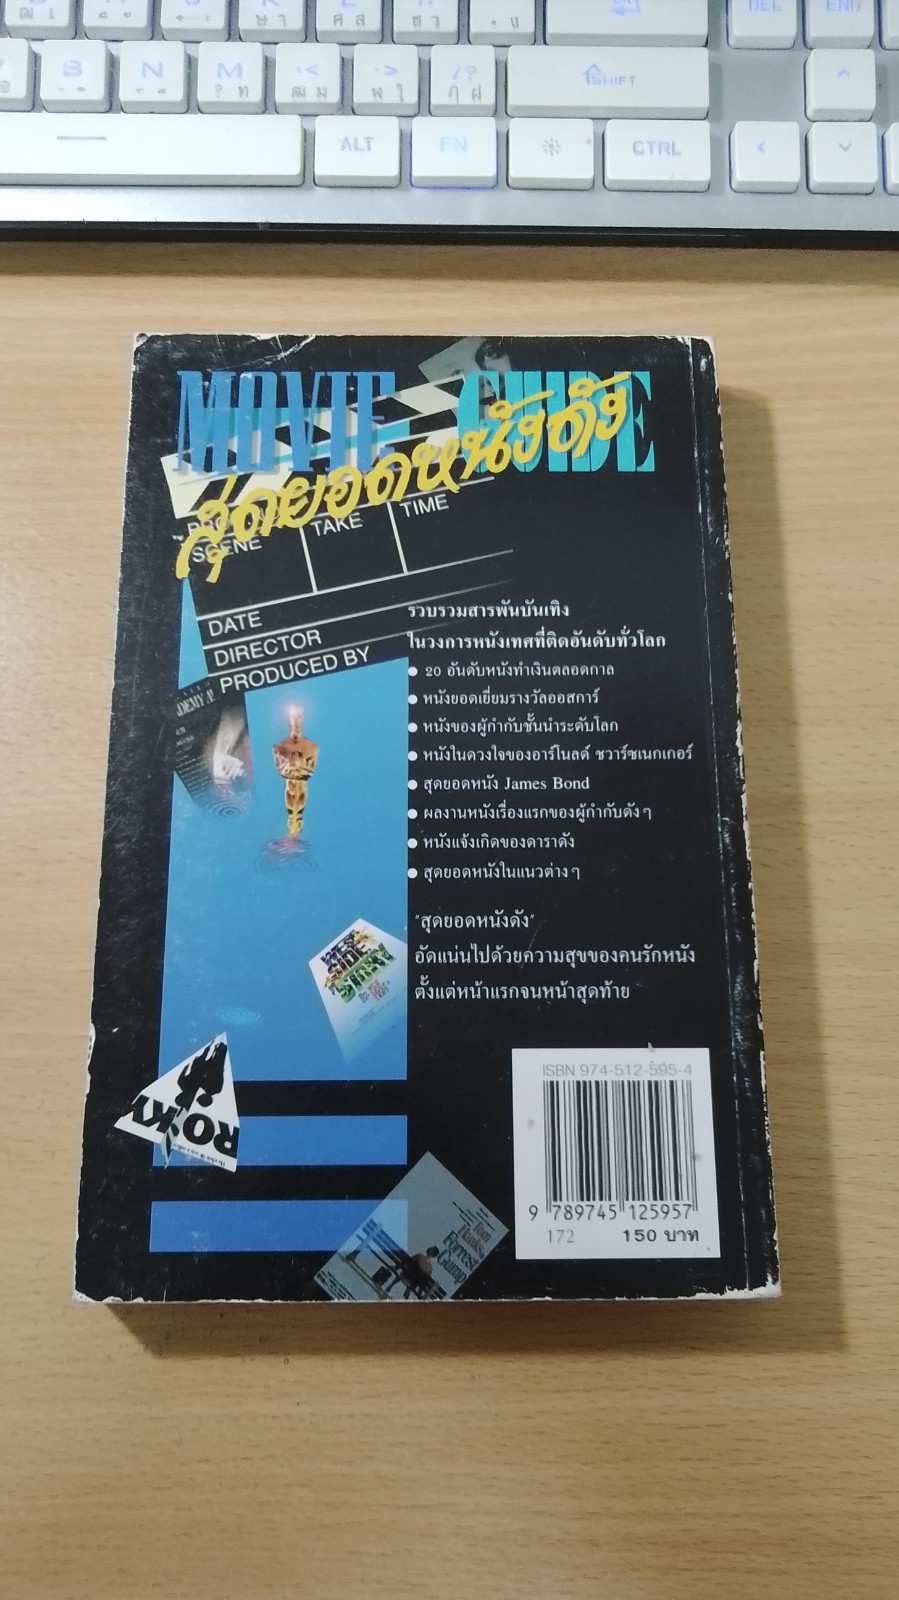 B
N
M
SHIFT
ALT
FN
CTRL
DEL
END
MOVIE GUIDE
สุดยอดหนังดัง
SCENE
TAKE
TIME
DATE
DIRECTOR
PRODUCED BY
รวบรวมสารพันบันเทิง
ในวงการหนังเทศที่ติดอันดับทั่วโลก
● 20 อันดับหนังทำเงินตลอดกาล
● หนังยอดเยี่ยมรางวัลออสการ์
● หนังของผู้กำกับชั้นนำระดับโลก
● หนังในดวงใจของอาร์โนลด์ ชวาร์ซเนกเกอร์
● สุดยอดหนัง James Bond
● ผลงานหนังเรื่องแรกของผู้กำกับดังๆ
● หนังแจ้งเกิดของดาราดัง
● สุดยอดหนังในแนวต่างๆ
"สุดยอดหนังดัง"
อัดแน่นไปด้วยความสุขของคนรักหนัง
ตั้งแต่หน้าแรกจนหน้าสุดท้าย
WEST
SIDE
STORY
ROCKY
Tom
Hanks
Forrest
Gump
ISBN 974-512-595-4
9 789745 125957
172 150 บาท